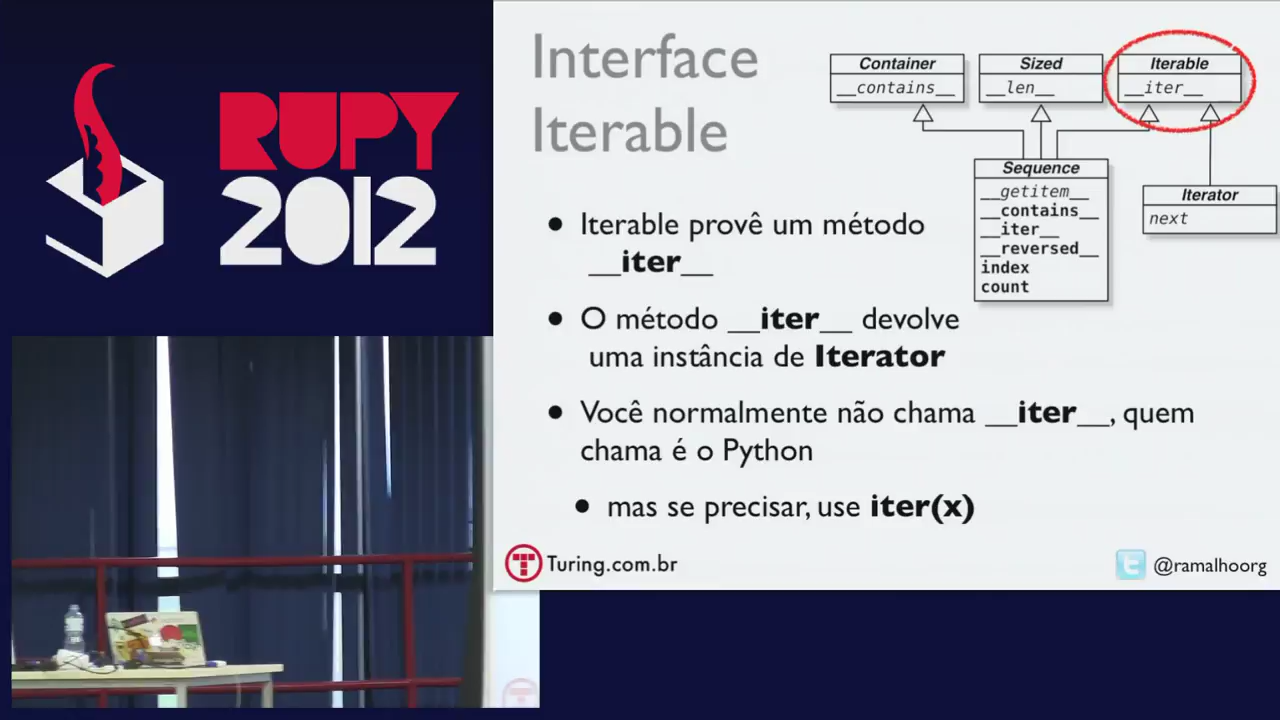 RUPY
2012
Interface
Iterable
Container
__contains__
Sized
__len__
Iterable
__iter__
Sequence
__getitem__
__contains__
__iter__
__reversed__
index
count
Iterator
next
• Iterable provê um método
__iter__
• O método __iter__ devolve
uma instância de Iterator
• Você normalmente não chama __iter__, quem
chama é o Python
• mas se precisar, use iter(x)
Turing.com.br
@ramalhoorg